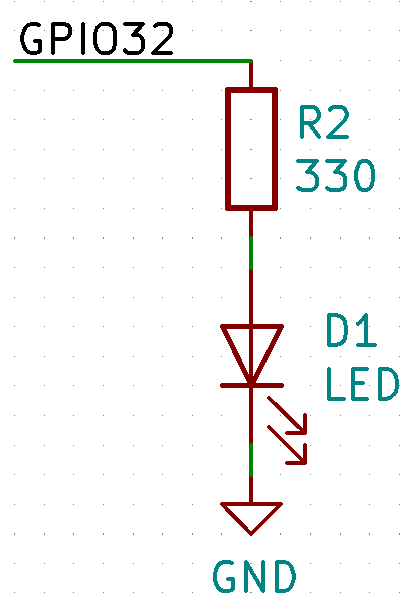 GPIO32
R2
330
D1
LED
GND